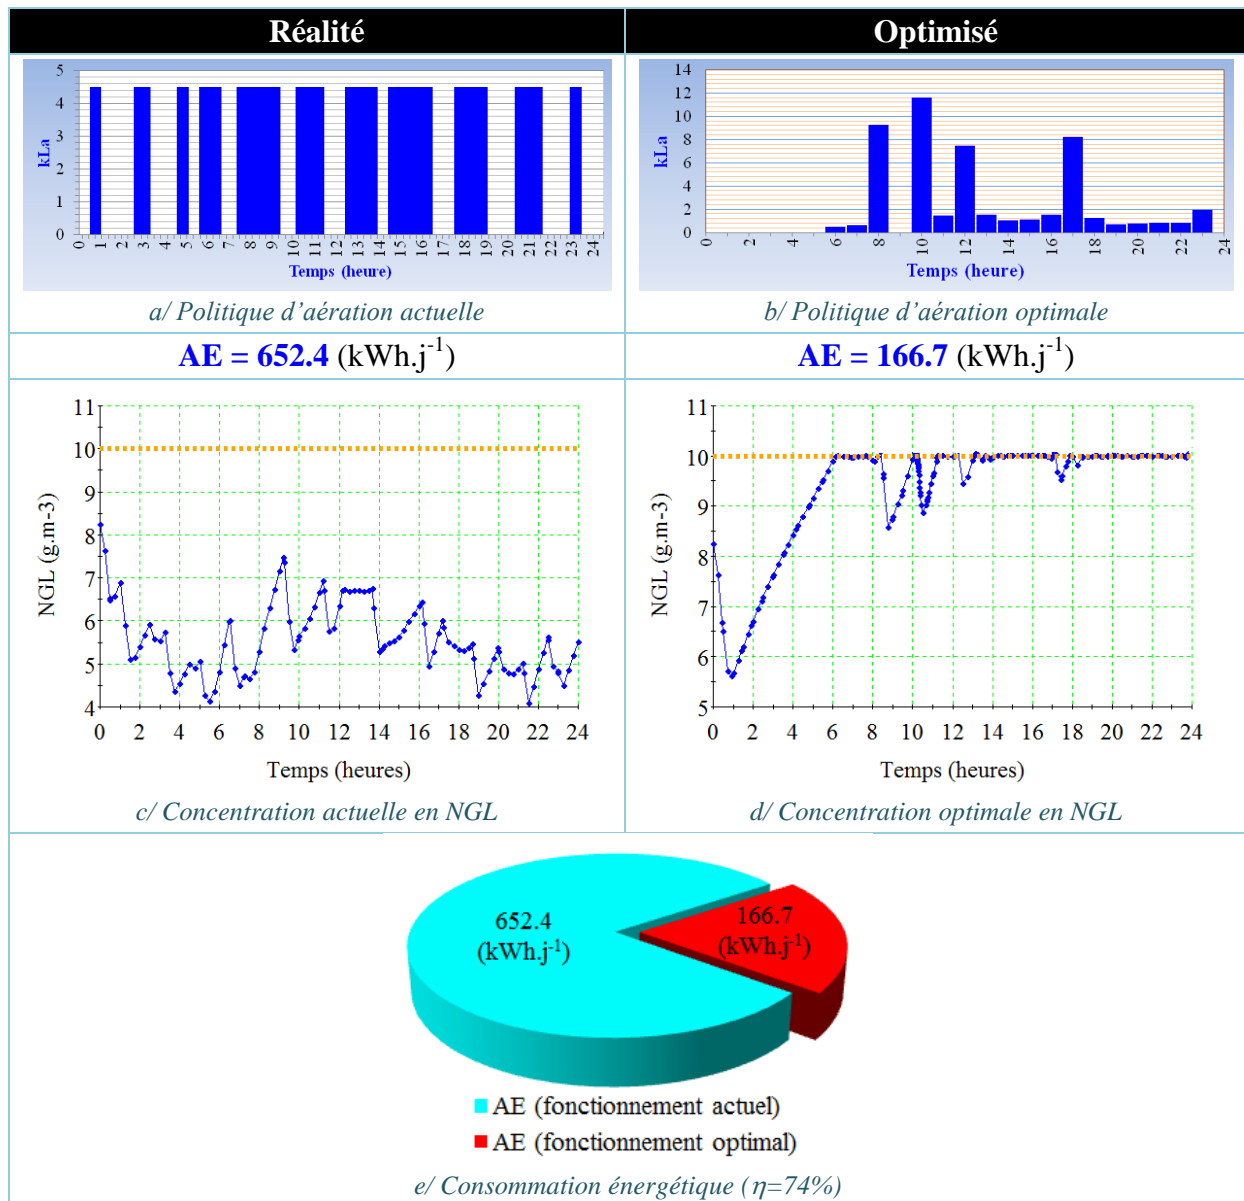 Réalité
Optimisé
5
4
3
2
1
0
kLa
0 1 2 3 4 5 6 7 8 9 10 11 12 13 14 15 16 17 18 19 20 21 22 23 24
Temps (heure)
a/ Politique d'aération actuelle
14
12
10
8
6
4
2
0
kLa
0 2 4 6 8 10 12 14 16 18 20 22 24
Temps (heure)
b/ Politique d'aération optimale
AE = 652.4 (kWh.j-1)
AE = 166.7 (kWh.j-1)
11
10
9
8
7
6
5
4
NGL (g.m-3)
0 2 4 6 8 10 12 14 16 18 20 22 24
Temps (heures)
c/ Concentration actuelle en NGL
11
10
9
8
7
6
5
NGL (g.m-3)
0 2 4 6 8 10 12 14 16 18 20 22 24
Temps (heures)
d/ Concentration optimale en NGL
652.4
(kWh.j-1)
166.7
(kWh.j-1)
AE (fonctionnement actuel)
AE (fonctionnement optimal)
e/ Consommation énergétique (η=74%)